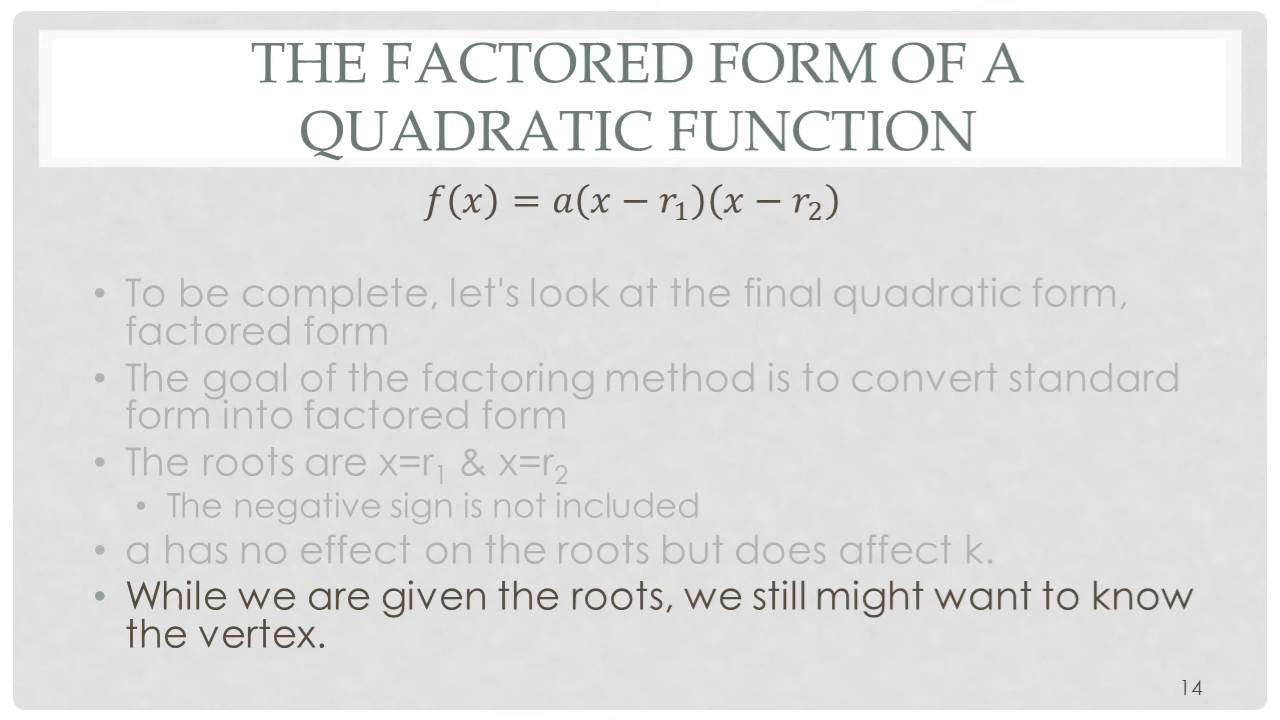 THE FACTORED FORM OF A
QUADRATIC FUNCTION
f(x) = a(x − r₁)(x − r₂)
• To be complete, let's look at the final quadratic form,
factored form
• The goal of the factoring method is to convert standard
form into factored form
• The roots are x=r₁ & x=r₂
• The negative sign is not included
• a has no effect on the roots but does affect k.
• While we are given the roots, we still might want to know
the vertex.
14